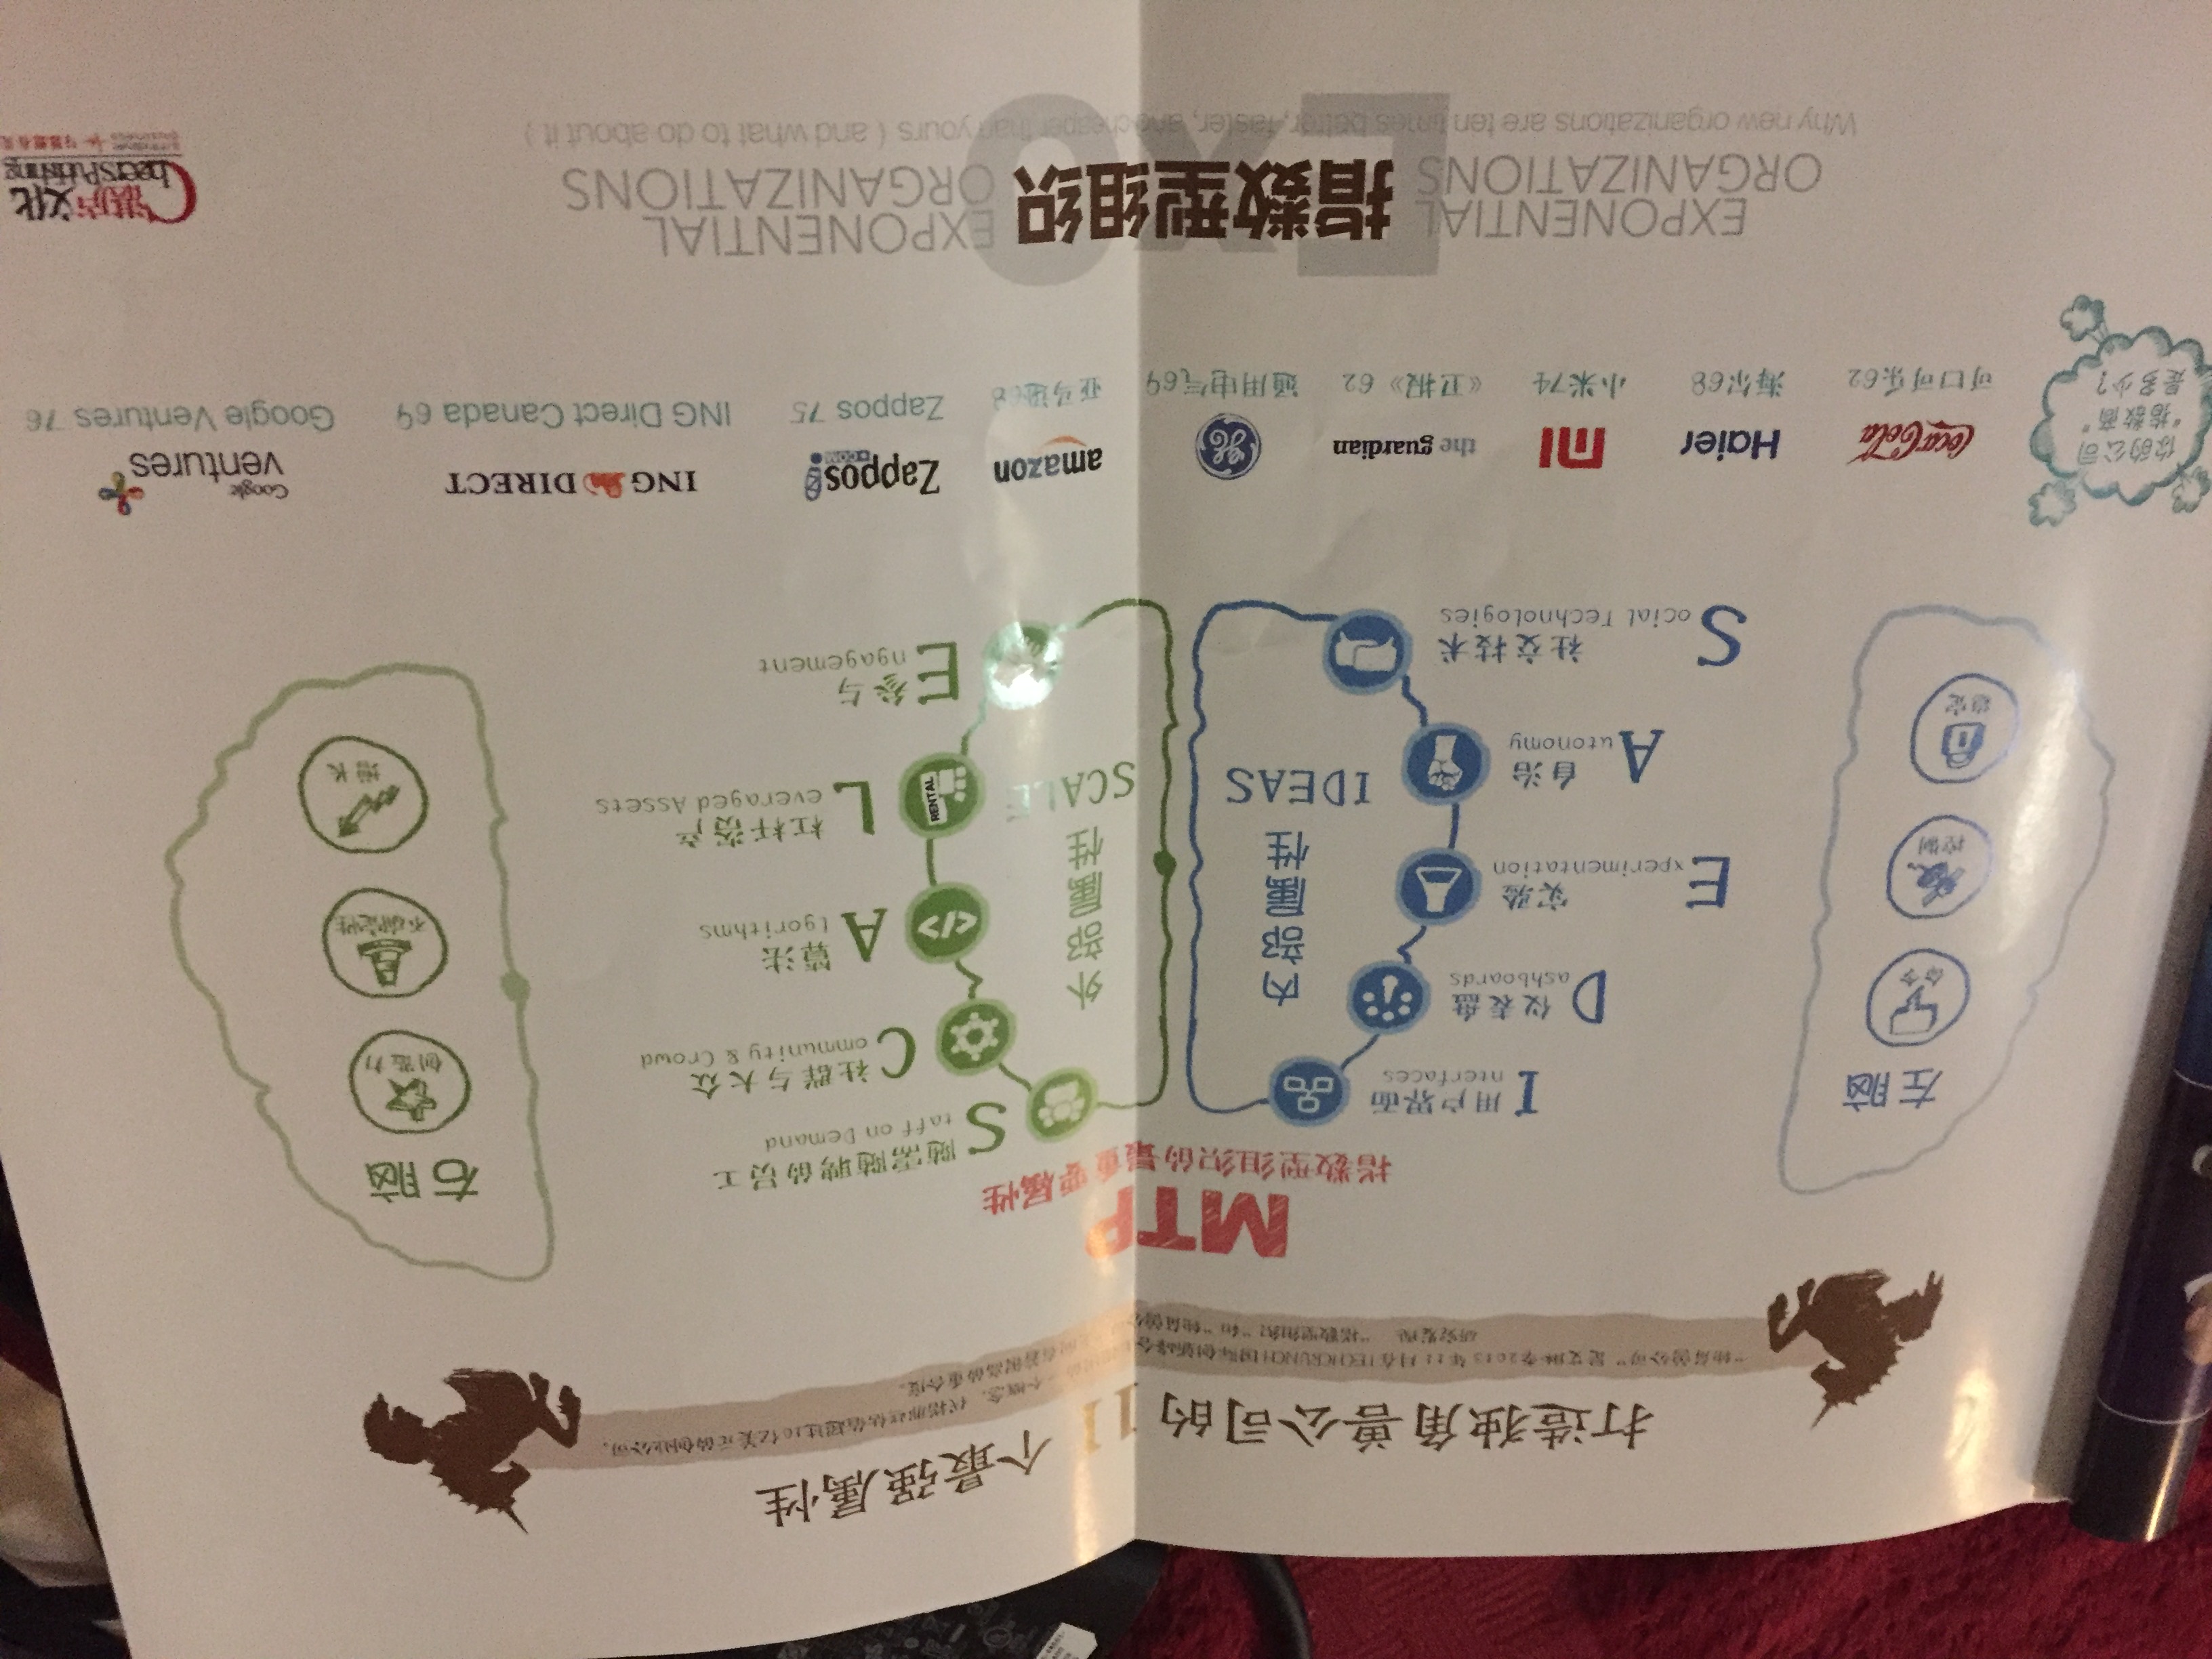 打造独角兽公司的 11 个最强属性
“独角兽公司”是艾琳·李2013年11月在TECHCRUNCH国际创新峰会 一个概念，代指那些估值超过10亿美元的创业公司。
研究发现 “指数型组织”和“独角兽公 有着很高的重合度。
MTP
指数型组织的最重要属性
左脑
命令
控制
稳定
用户界面
Interfaces
仪表盘
Dashboards
实验
Experimentation
自治
Autonomy
社交技术
Social Technologies
内部属性
IDEAS
外部属性
SCALE
随需随聘的员工
Staff on Demand
社群与大众
Community & Crowd
算法
Algorithms
RENTAL
杠杆资产
Leveraged Assets
参与
Engagement
右脑
创造力
不确定性
增长
你的公司
“指数商”
是多少？
Coca-Cola
可口可乐62
Haier
海尔68
MI
小米74
the guardian
《卫报》62
GE
通用电气69
amazon
亚马逊68
Zappos!
.COM
Zappos 75
ING DIRECT
ING Direct Canada 69
Google
ventures
Google Ventures 76
ExO
EXPONENTIAL
ORGANIZATIONS
指数型组织
EXPONENTIAL
ORGANIZATIONS
Why new organizations are ten times better, faster, and cheaper than yours ( and what to do about it )
湛庐文化
Cheers Publishing